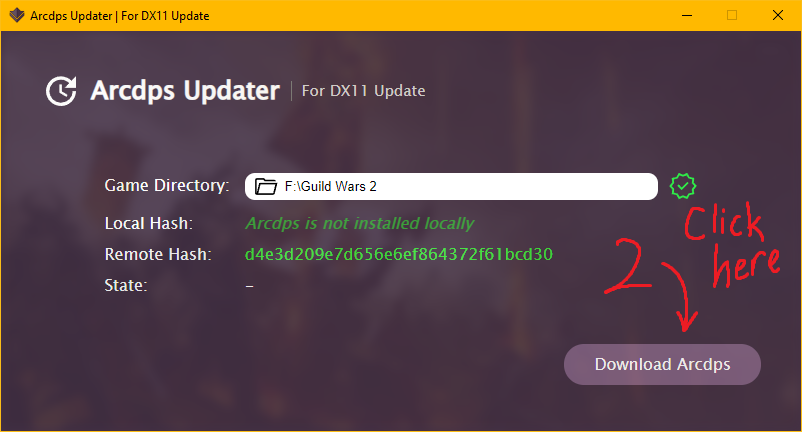 Arcdps Updater | For DX11 Update
Arcdps Updater | For DX11 Update
Game Directory: F:\Guild Wars 2
Local Hash: Arcdps is not installed locally
Remote Hash: d4e3d209e7d656e6ef864372f61bcd30
State: -
Click
here
2
Download Arcdps